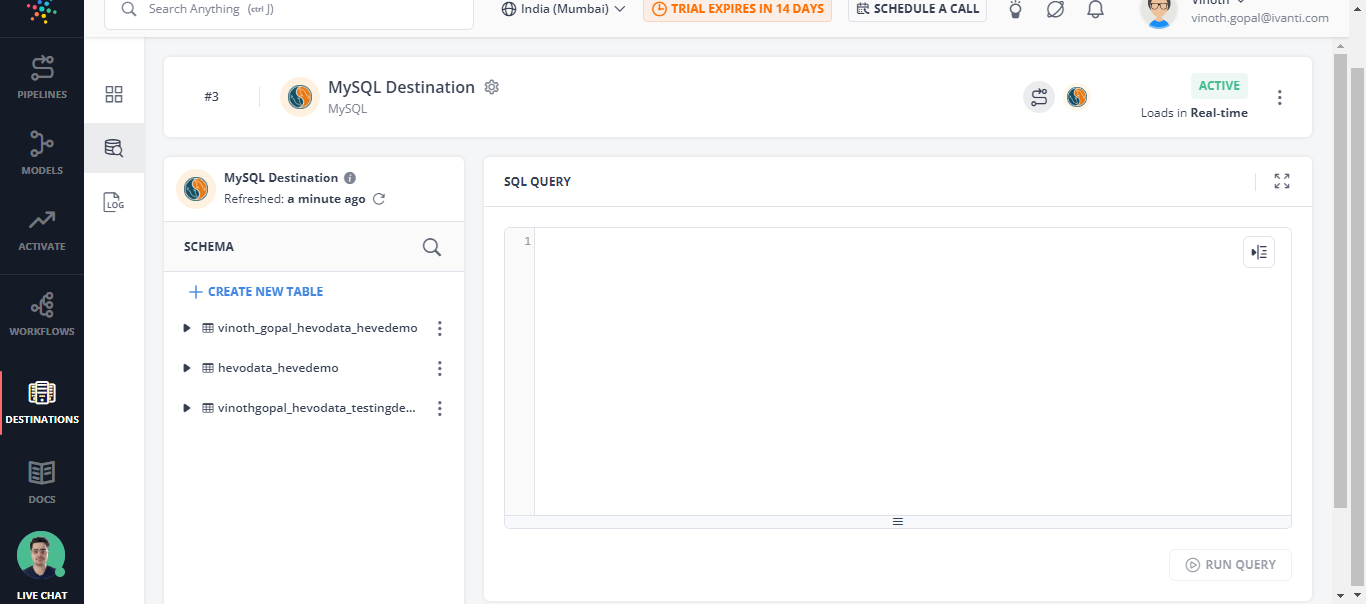 Search Anything (ctrl J)
India (Mumbai)
TRIAL EXPIRES IN 14 DAYS
SCHEDULE A CALL
Vinoth
vinoth.gopal@ivanti.com
PIPELINES
MODELS
ACTIVATE
WORKFLOWS
DESTINATIONS
DOCS
LIVE CHAT
LOG
#3
MySQL Destination
MySQL
ACTIVE
Loads in Real-time
MySQL Destination
Refreshed: a minute ago
SCHEMA
CREATE NEW TABLE
vinoth_gopal_hevodata_hevedemo
hevodata_hevedemo
vinothgopal_hevodata_testingde...
SQL QUERY
1
RUN QUERY